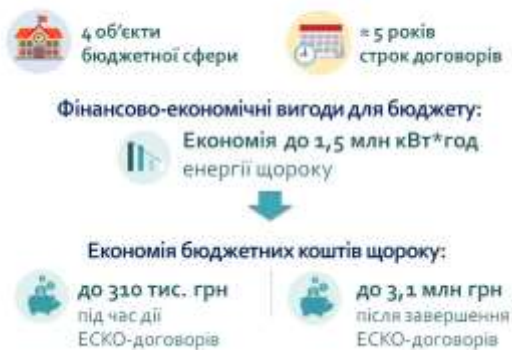 4 об'єкти
бюджетної сфери
≈ 5 років
строк договорів
Фінансово-економічні вигоди для бюджету:
Економія до 1,5 млн кВт*год
енергії щороку
Економія бюджетних коштів щороку:
до 310 тис. грн
під час дії
ЕСКО-договорів
до 3,1 млн грн
після завершення
ЕСКО-договорів